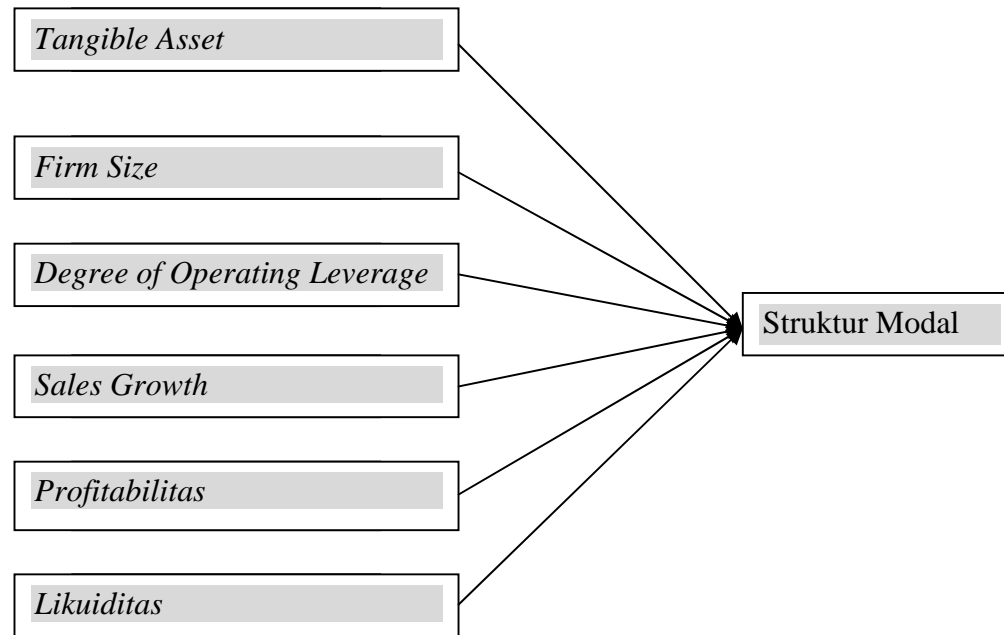 Tangible Asset
Firm Size
Degree of Operating Leverage
Struktur Modal
Sales Growth
Profitabilitas
Likuiditas